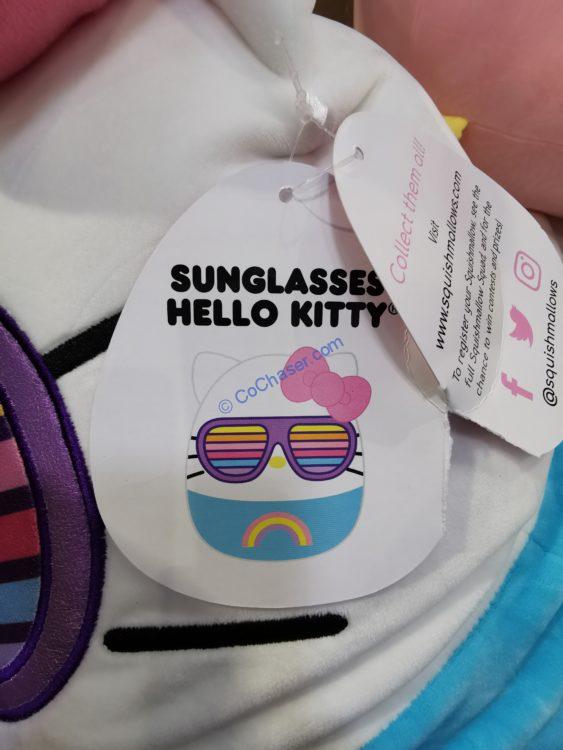 SUNGLASSES
HELLO KITTY®
© CoChaser.com
Collect them all!
Visit
www.squishmallows.com
To register your Squishmallow, see the
full Squishmallow Squad, and for the
chance to win contests and prizes!
@squishmallows